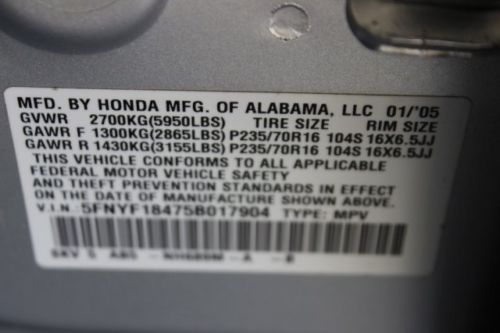 MFD. BY HONDA MFG. OF ALABAMA, LLC 01/'05
GVWR 2700KG(5950LBS) TIRE SIZE RIM SIZE
GAWR F 1300KG(2865LBS) P235/70R16 104S 16X6.5JJ
GAWR R 1430KG(3155LBS) P235/70R16 104S 16X6.5JJ
THIS VEHICLE CONFORMS TO ALL APPLICABLE
FEDERAL MOTOR VEHICLE SAFETY
AND THEFT PREVENTION STANDARDS IN EFFECT
ON THE DATE OF MANUFACTURE SHOWN ABOVE.
V.I.N.: 5FNYF18475B017904 TYPE: MPV